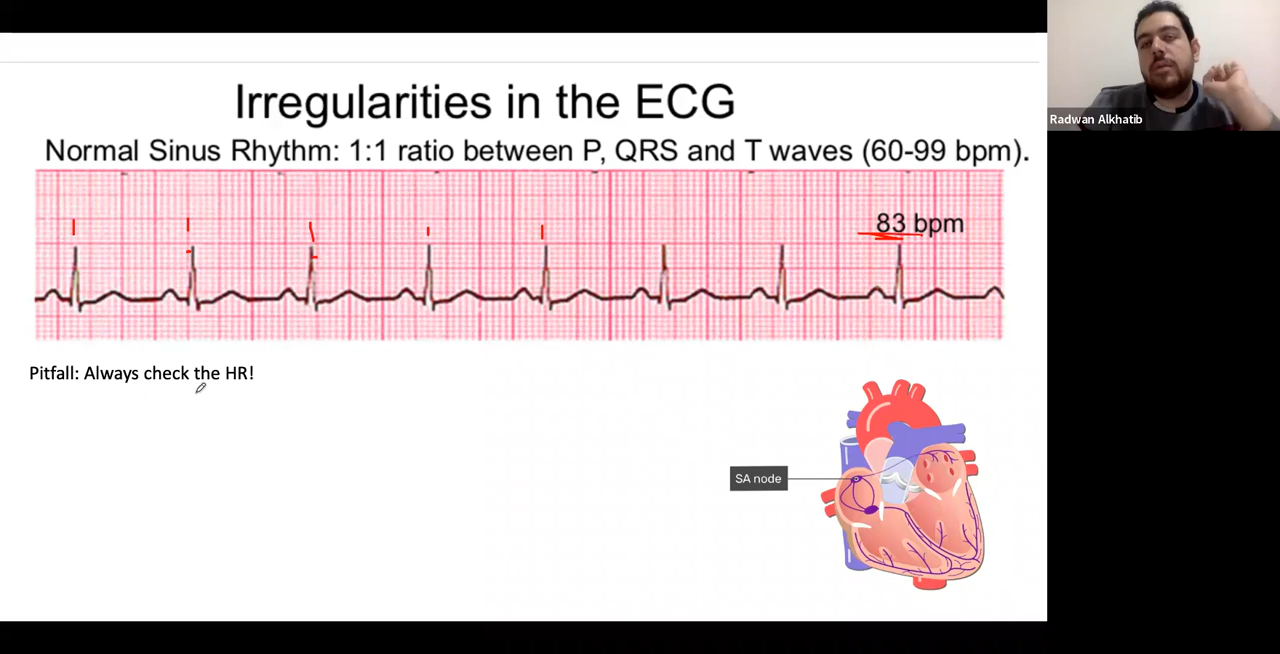 Irregularities in the ECG
Normal Sinus Rhythm: 1:1 ratio between P, QRS and T waves (60-99 bpm).
83 bpm
Pitfall: Always check the HR!
SA node
Radwan Alkhatib